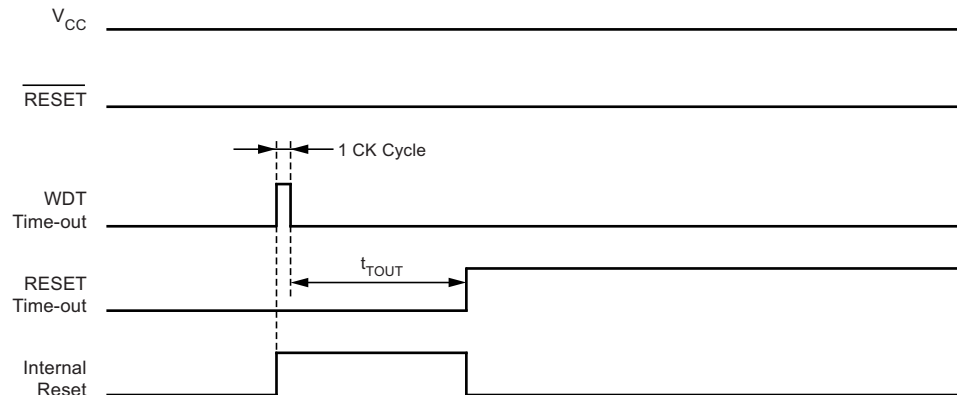 VCC
RESET
1 CK Cycle
WDT
Time-out
tTOUT
RESET
Time-out
Internal
Reset